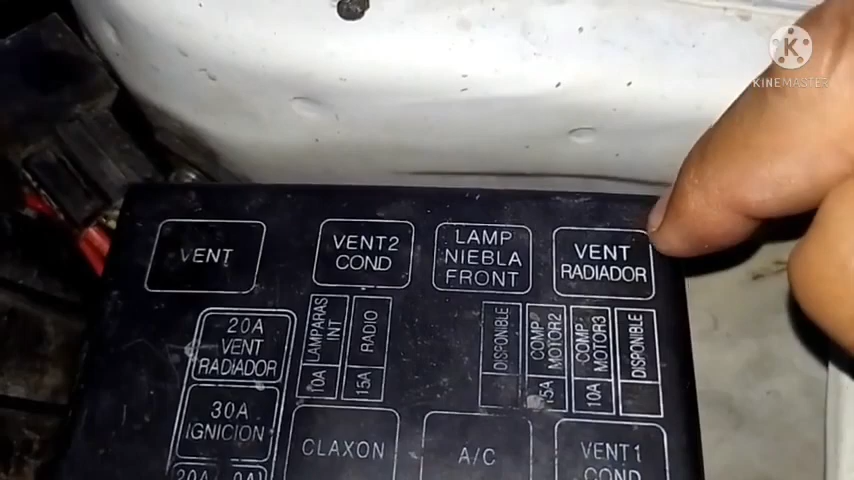 K
KINEMASTER
VENT
VENT2
COND
LAMP
NIEBLA
FRONT
VENT
RADIADOR
20A
VENT
RADIADOR
LAMPARAS
INT
10A
RADIO
15A
DISPONIBLE
COMP
MOTOR2
15A
COMP
MOTOR3
10A
DISPONIBLE
30A
IGNICION
CLAXON
A/C
VENT1
COND